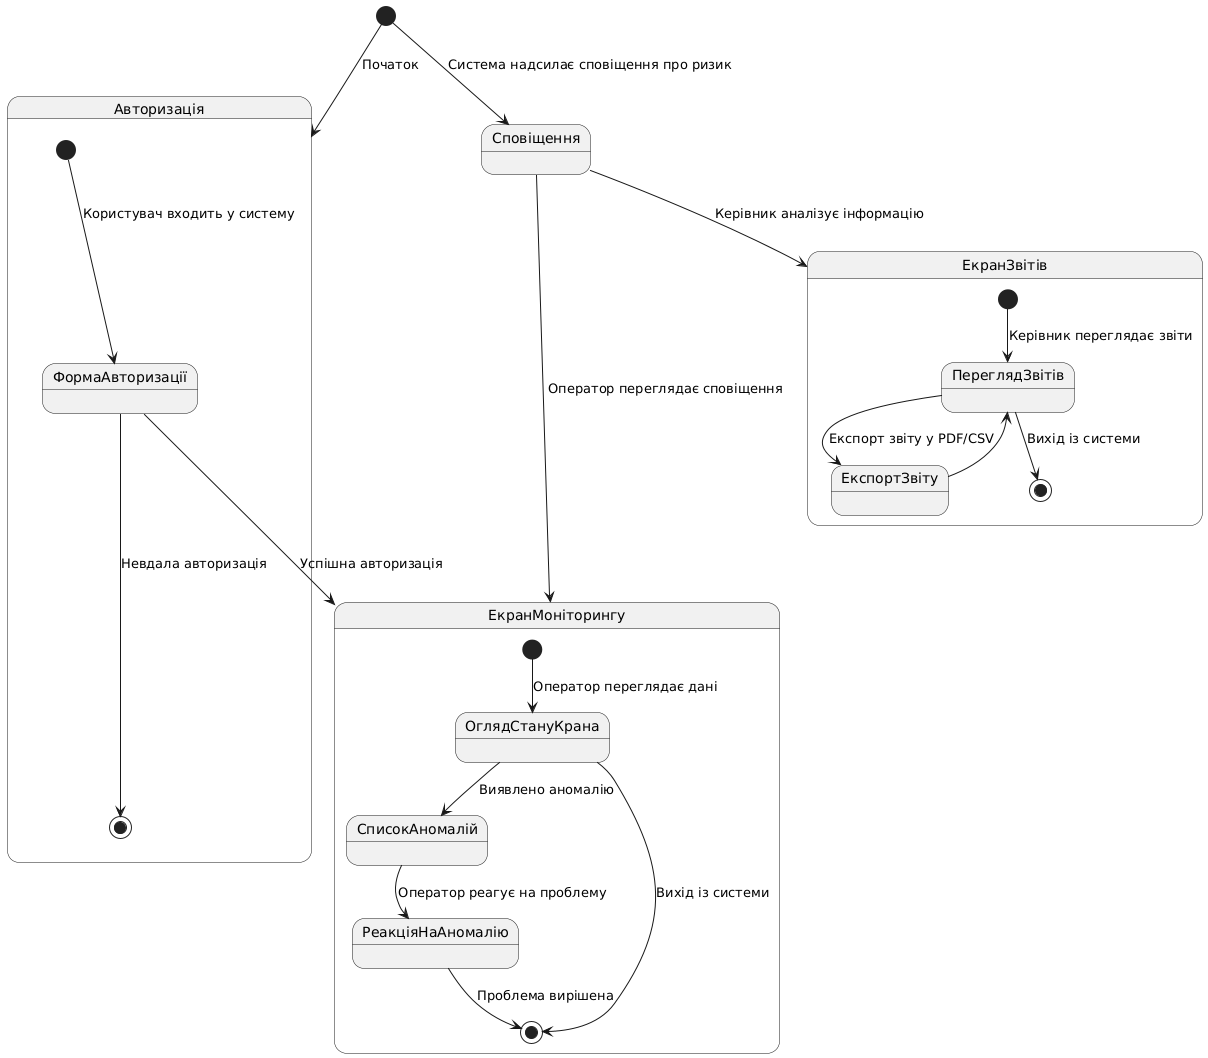 Початок
Система надсилає сповіщення про ризик
Авторизація
Сповіщення
Користувач входить у систему
Керівник аналізує інформацію
ЕкранЗвітів
Керівник переглядає звіти
ФормаАвторизації
ПереглядЗвітів
Оператор переглядає сповіщення
Експорт звіту у PDF/CSV
Вихід із системи
ЕкспортЗвіту
Невдала авторизація
Успішна авторизація
ЕкранМоніторингу
Оператор переглядає дані
ОглядСтануКрана
Виявлено аномалію
СписокАномалій
Оператор реагує на проблему
Вихід із системи
РеакціяНаАномалію
Проблема вирішена